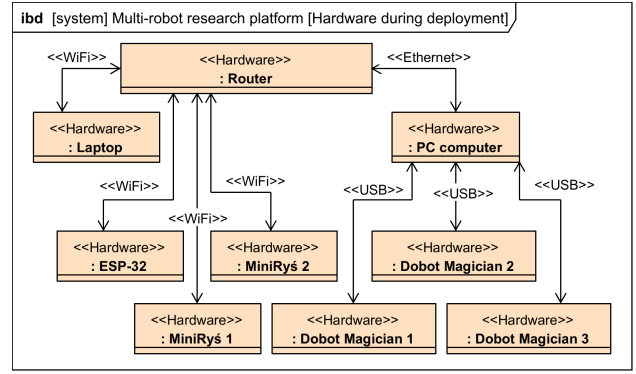 ibd [system] Multi-robot research platform [Hardware during deployment]
<<WiFi>>
<<Hardware>>
: Router
<<Ethernet>>
<<Hardware>>
: Laptop
<<Hardware>>
: PC computer
<<WiFi>>
<<WiFi>>
<<WiFi>>
<<USB>>
<<USB>>
<<USB>>
<<Hardware>>
: ESP-32
<<Hardware>>
: MiniRyś 2
<<Hardware>>
: Dobot Magician 2
<<Hardware>>
: MiniRyś 1
<<Hardware>>
: Dobot Magician 1
<<Hardware>>
: Dobot Magician 3